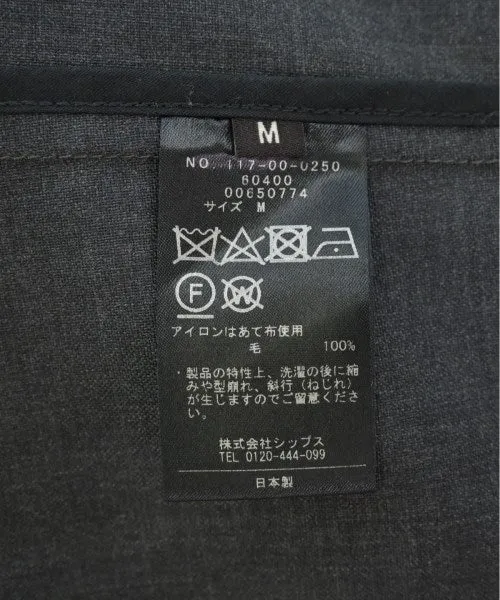 M
NO. 117-00-0250
60400
00650774
サイズ M
F
W
アイロンはあて布使用
毛 100%
・製品の特性上、洗濯の後に縮
みや型崩れ、斜行（ねじれ）
が生じますのでご留意くださ
い。
株式会社シップス
TEL 0120-444-099
日本製